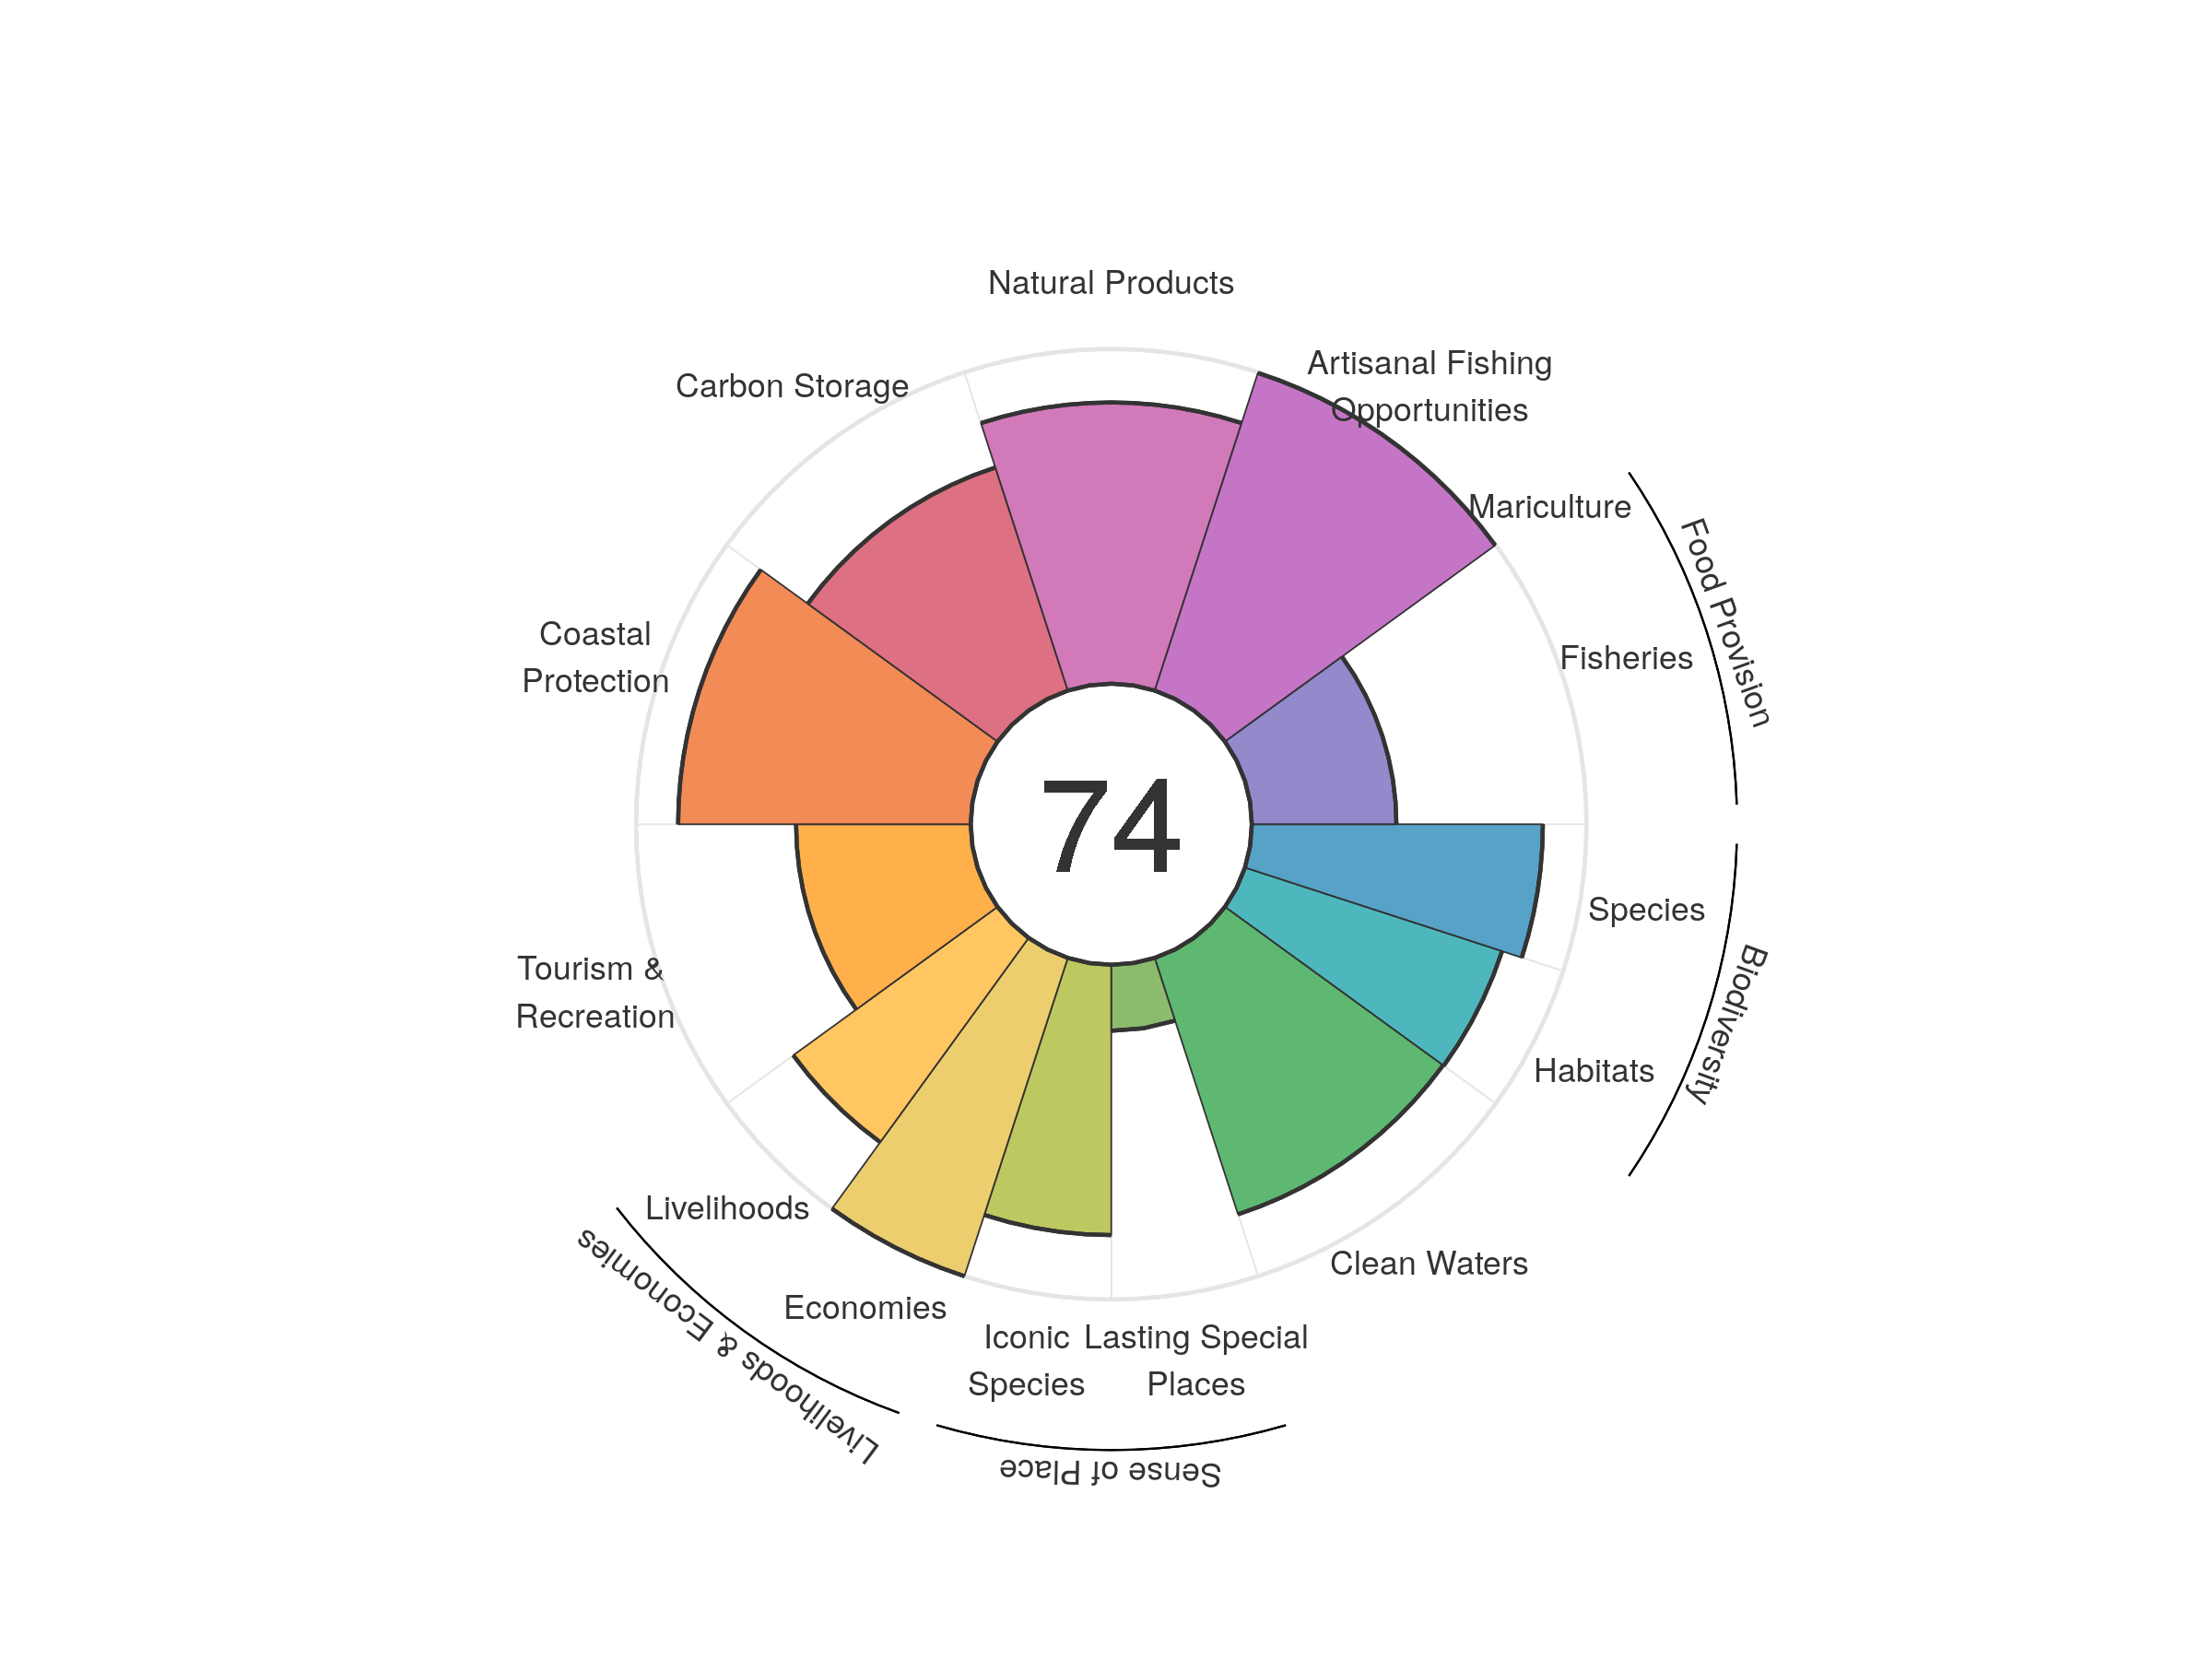 Natural Products
Artisanal Fishing
Opportunities
Carbon Storage
Mariculture
Food Provision
Fisheries
Coastal
Protection
74
Species
Biodiversity
Tourism &
Recreation
Habitats
Livelihoods
Clean Waters
Economies
Livelihoods & Economies
Iconic
Species
Lasting Special
Places
Sense of Place